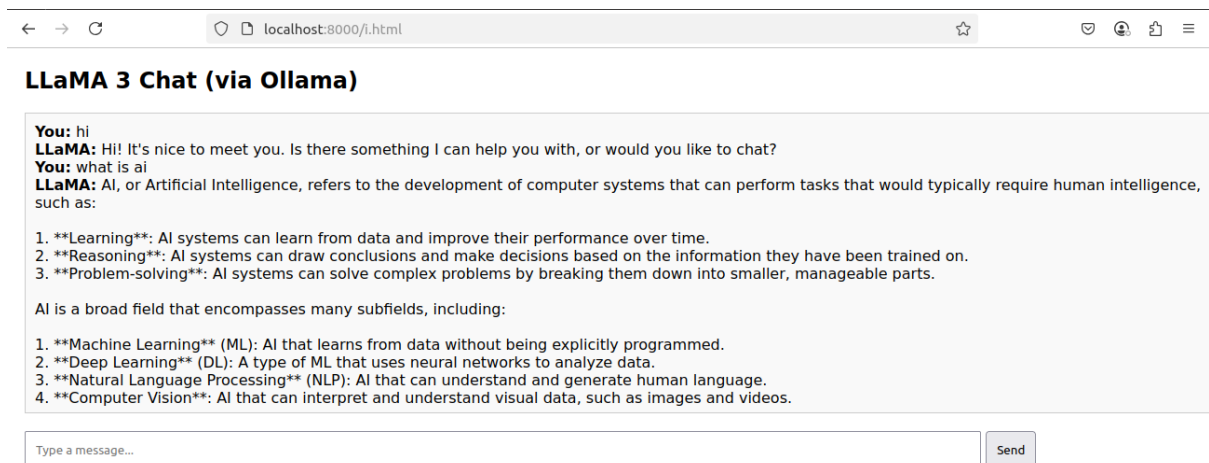 localhost:8000/i.html
LLaMA 3 Chat (via Ollama)
You: hi
LLaMA: Hi! It's nice to meet you. Is there something I can help you with, or would you like to chat?
You: what is ai
LLaMA: AI, or Artificial Intelligence, refers to the development of computer systems that can perform tasks that would typically require human intelligence,
such as:
1. **Learning**: AI systems can learn from data and improve their performance over time.
2. **Reasoning**: AI systems can draw conclusions and make decisions based on the information they have been trained on.
3. **Problem-solving**: AI systems can solve complex problems by breaking them down into smaller, manageable parts.
AI is a broad field that encompasses many subfields, including:
1. **Machine Learning** (ML): AI that learns from data without being explicitly programmed.
2. **Deep Learning** (DL): A type of ML that uses neural networks to analyze data.
3. **Natural Language Processing** (NLP): AI that can understand and generate human language.
4. **Computer Vision**: AI that can interpret and understand visual data, such as images and videos.
Type a message...
Send